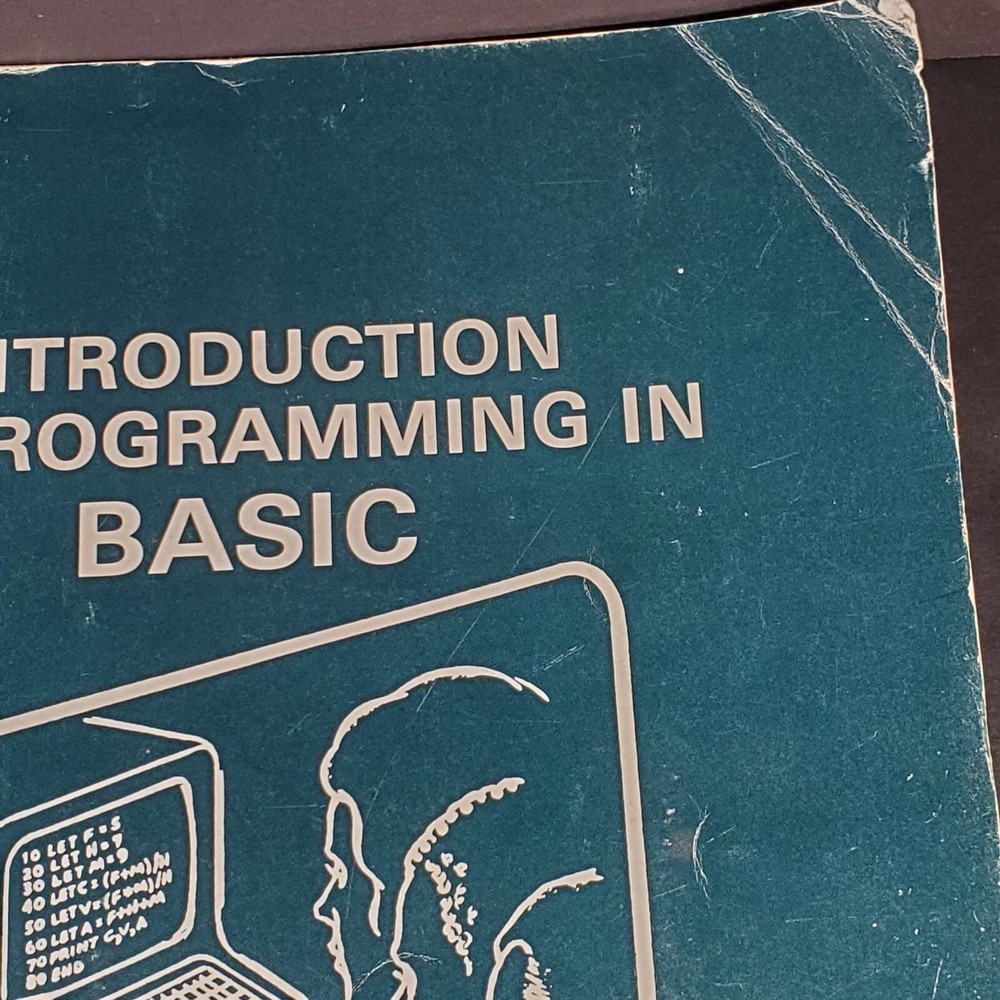 NTRODUCTION
ROGRAMMING IN
BASIC
10 LET F = 5
20 LET H = 7
30 LET M = 9
40 LET C = (F+M)/H
50 LET V = (F*M)/H
60 LET A = F+H+M
70 PRINT C,V,A
80 END